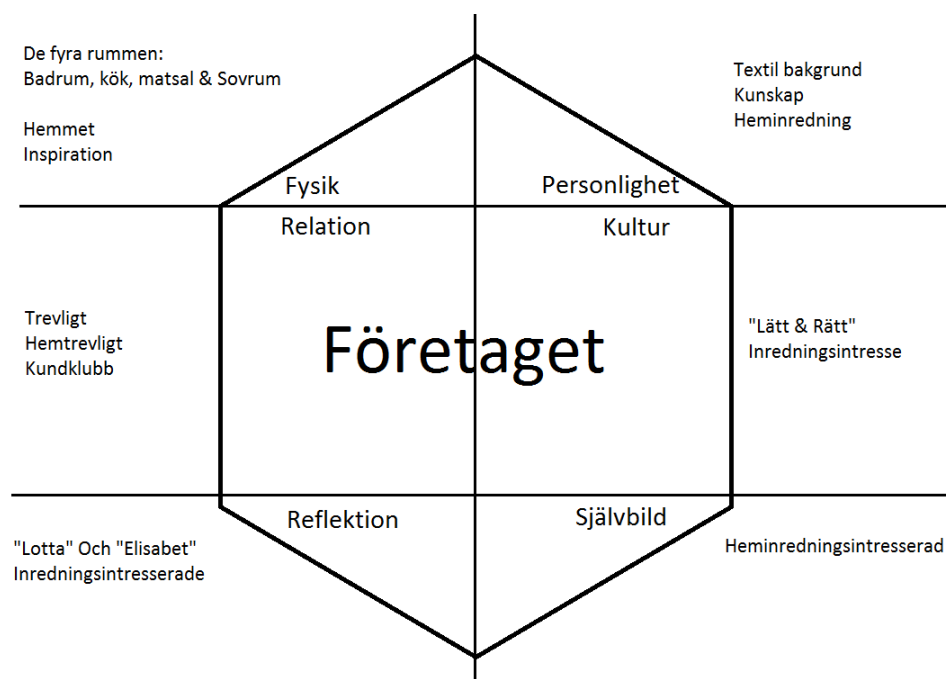 De fyra rummen:
Badrum, kök, matsal & Sovrum
Hemmet
Inspiration
Textil bakgrund
Kunskap
Heminredning
Fysik
Personlighet
Relation
Kultur
Trevligt
Hemtrevligt
Kundklubb
Företaget
"Lätt & Rätt"
Inredningsintresse
Reflektion
Självbild
"Lotta" Och "Elisabet"
Inredningsintresserade
Heminredningsintresserad